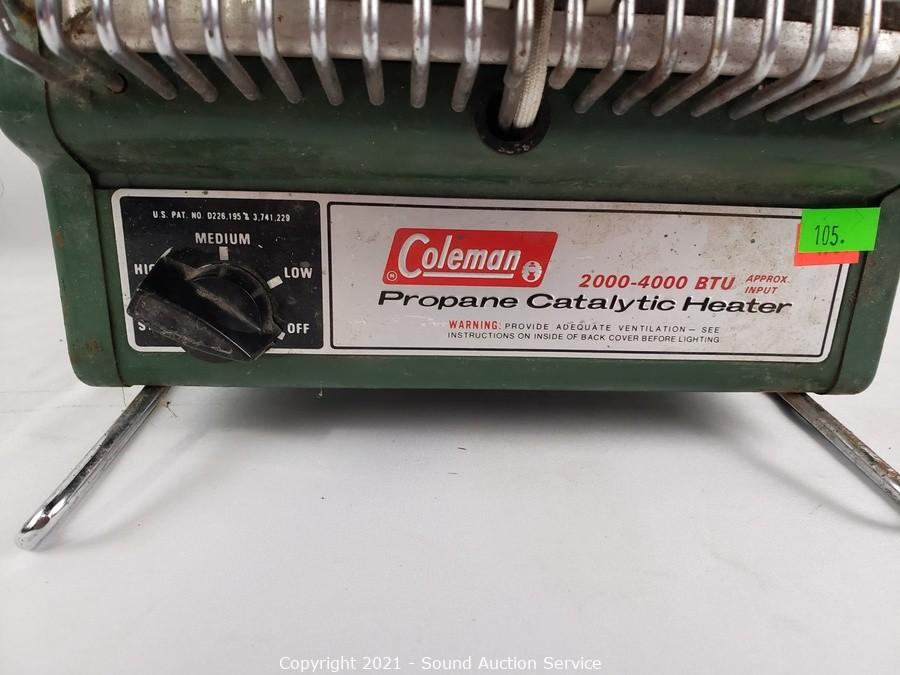 U.S. PAT. NO. D226,195 & 3,741,229
MEDIUM
LOW
OFF
Coleman
2000-4000 BTU APPROX. INPUT
Propane Catalytic Heater
WARNING: PROVIDE ADEQUATE VENTILATION — SEE
INSTRUCTIONS ON INSIDE OF BACK COVER BEFORE LIGHTING
105.
Copyright 2021 - Sound Auction Service